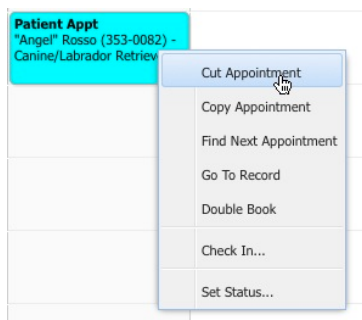 Patient Appt
"Angel" Rosso (353-0082) -
Canine/Labrador Retriev
Cut Appointment
Copy Appointment
Find Next Appointment
Go To Record
Double Book
Check In...
Set Status...